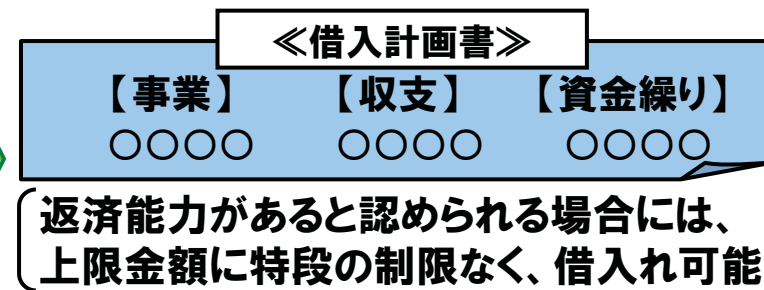 ≪借入計画書≫
【事業】 【収支】 【資金繰り】
○○○○ ○○○○ ○○○○
返済能力があると認められる場合には、
上限金額に特段の制限なく、借入れ可能